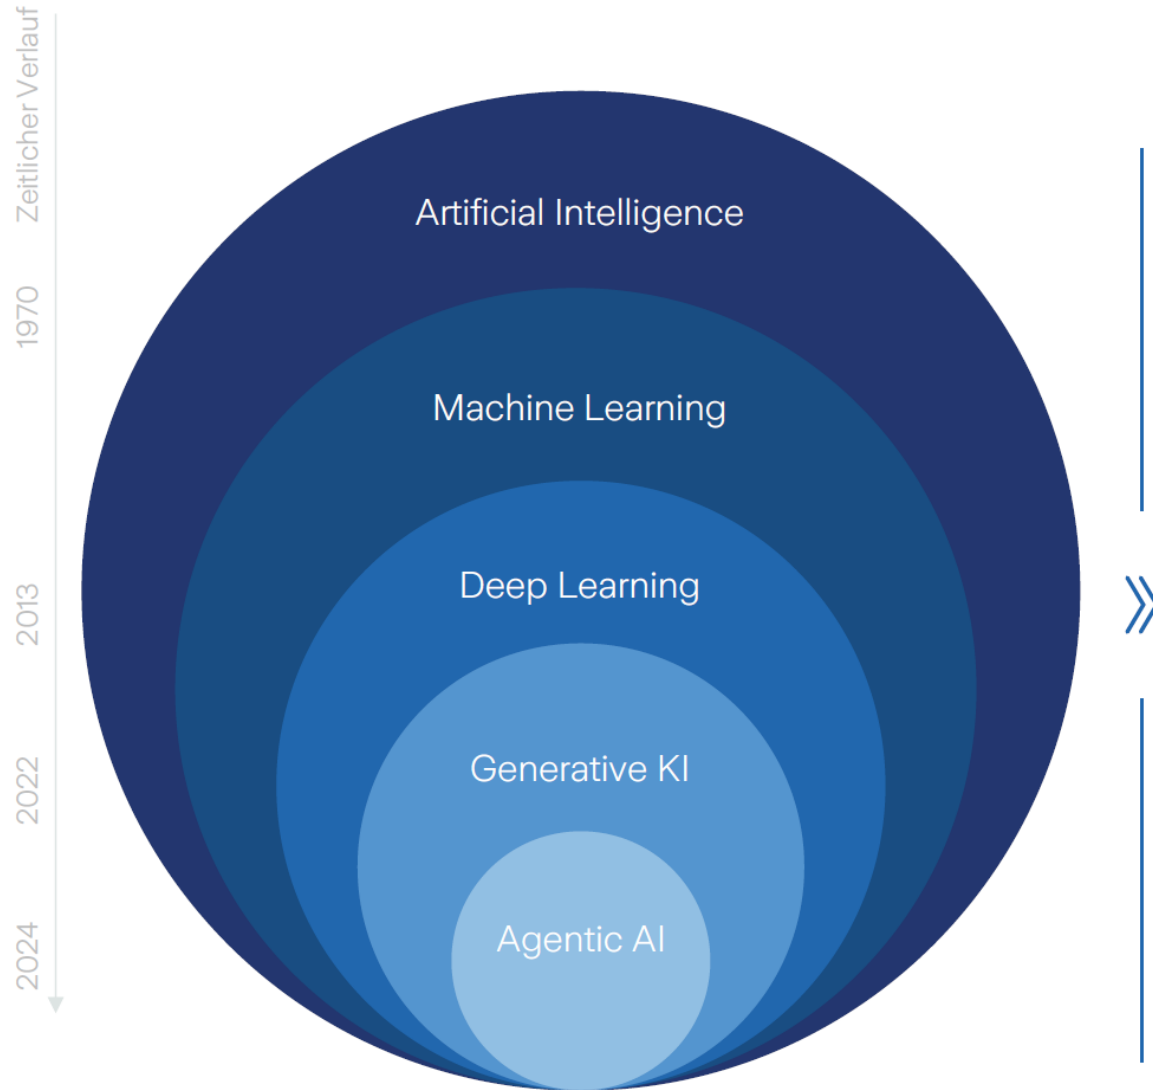 Zeitlicher Verlauf
1970
2013
2022
2024
Artificial Intelligence
Machine Learning
Deep Learning
Generative KI
Agentic AI